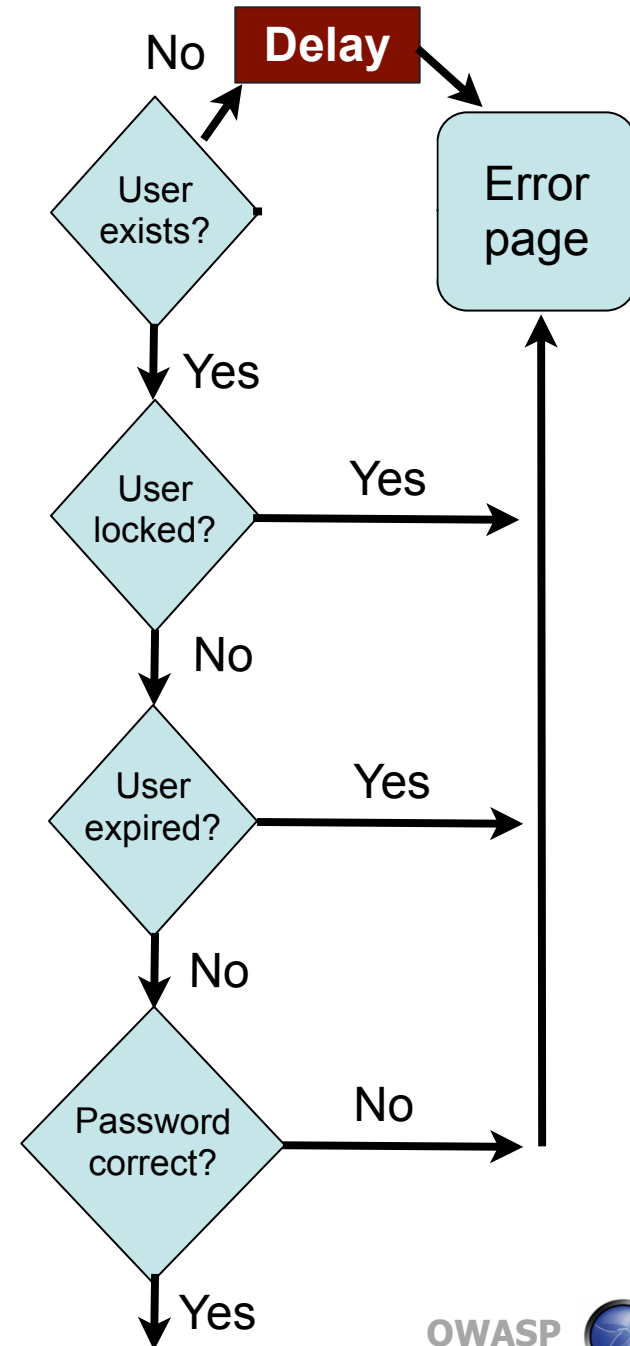 No
Delay
User
exists?
Error
page
Yes
User
locked?
Yes
No
User
expired?
Yes
No
Password
correct?
No
Yes
OWASP